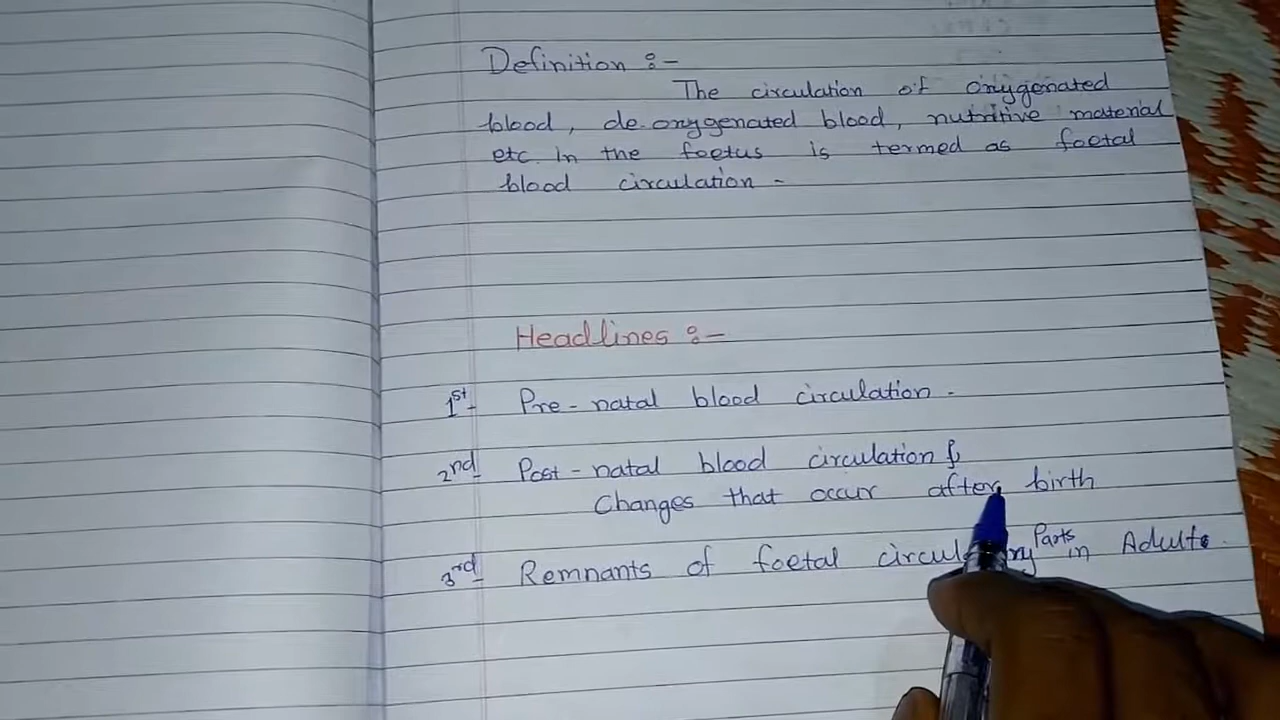 Definition :-
The circulation of oxygenated
blood, de-oxygenated blood, nutritive material
etc. in the foetus is termed as foetal
blood circulation -
Headlines :-
1st- Pre-natal blood circulation -
2nd- Post-natal blood circulation &
Changes that occur after birth
Parts
3rd- Remnants of foetal in Adults.